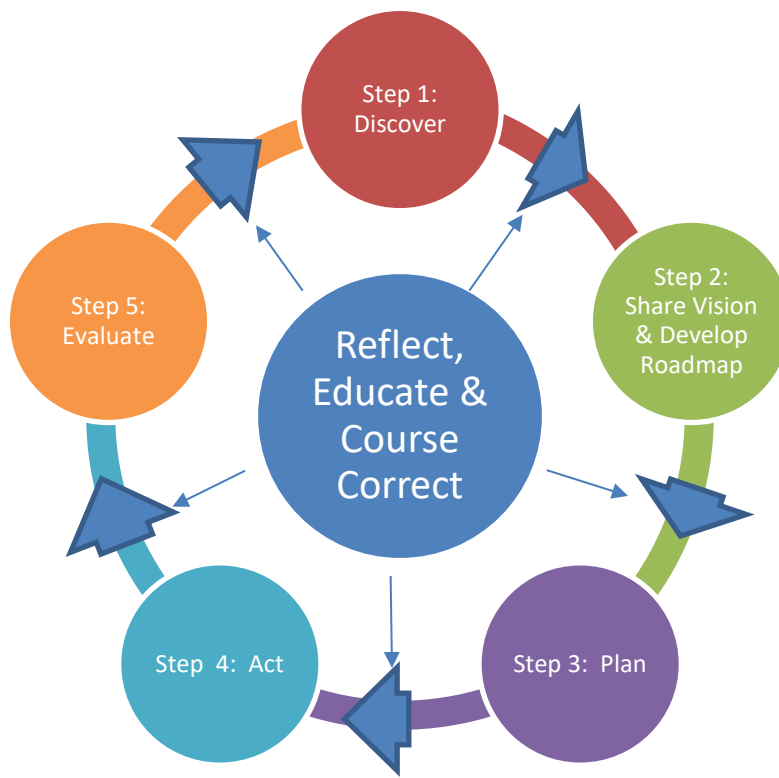 Step 1:
Discover
Step 2:
Share Vision
& Develop
Roadmap
Step 3:  Plan
Step  4:  Act
Step 5:
Evaluate
Reflect,
Educate &
Course
Correct